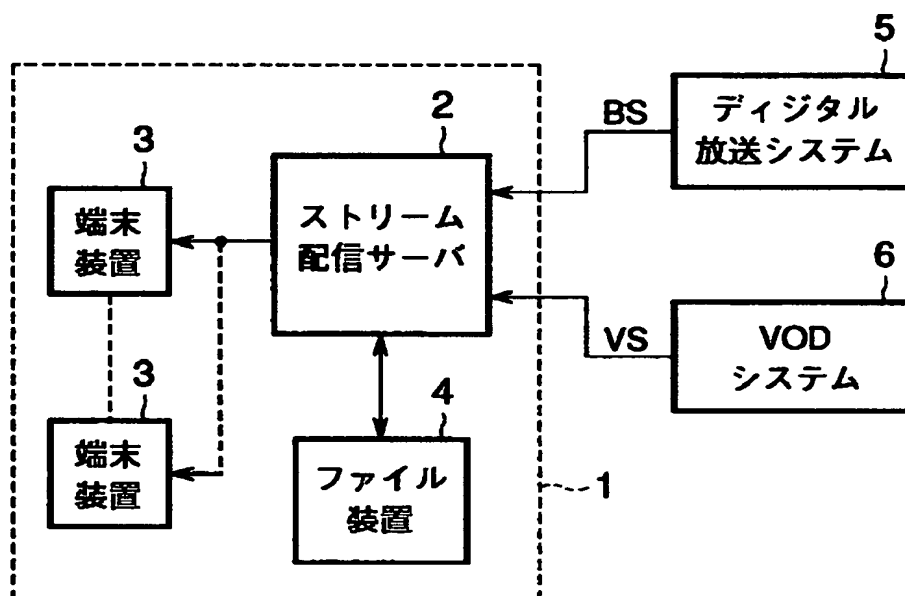 5
ディジタル
放送システム
BS
2
ストリーム
配信サーバ
3
端末
装置
6
VOD
システム
VS
3
端末
装置
4
ファイル
装置
1